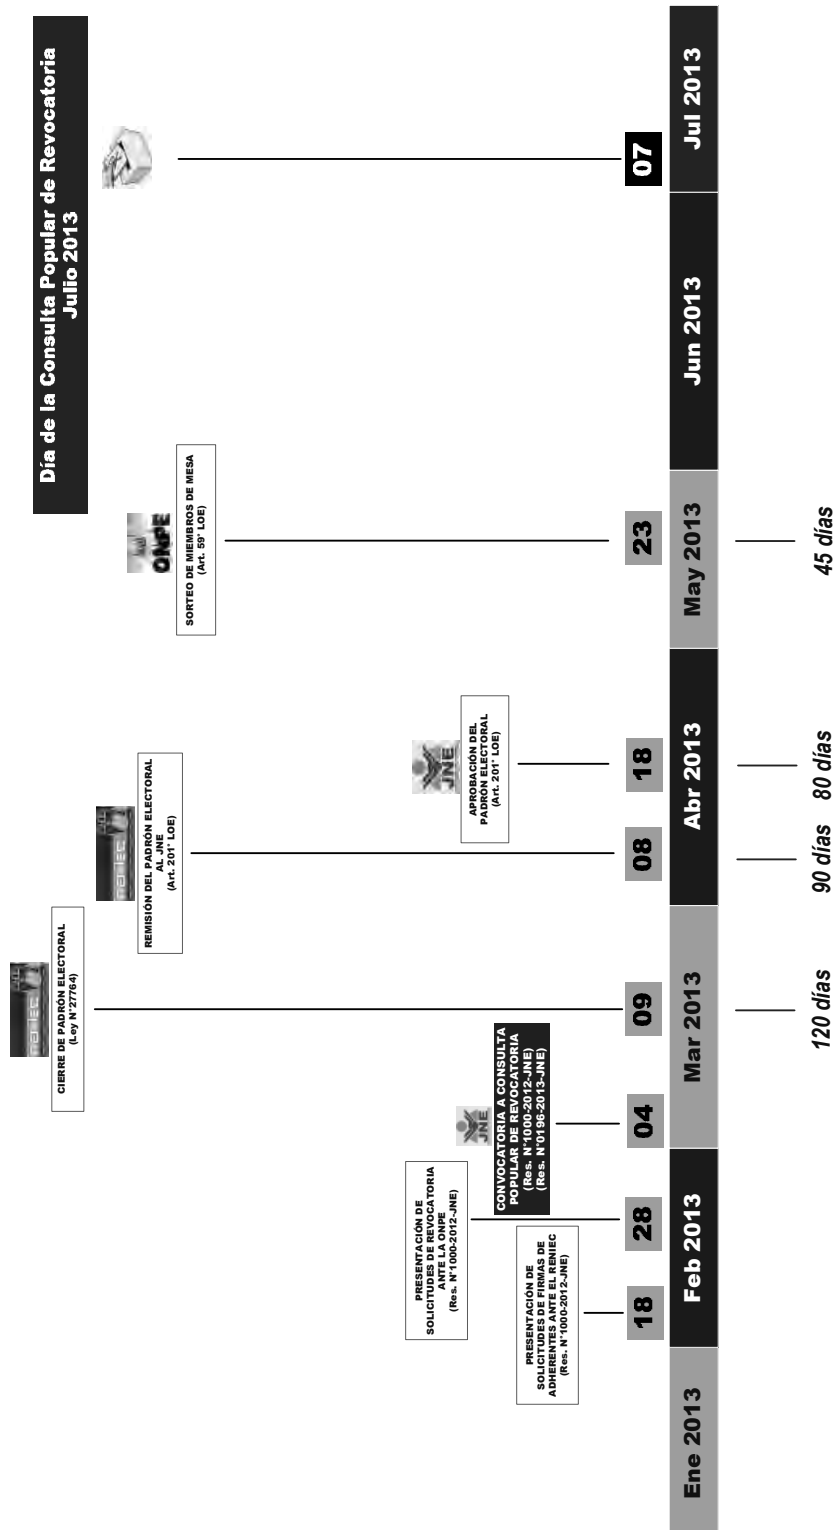 Día de la Consulta Popular de Revocatoria
Julio 2013
CIERRE DE PADRÓN ELECTORAL
(Ley N°27764)
REMISIÓN DEL PADRÓN ELECTORAL
AL JNE
(Art. 201° LOE)
ONPE
SORTEO DE MIEMBROS DE MESA
(Art. 59° LOE)
PRESENTACIÓN DE
SOLICITUDES DE REVOCATORIA
ANTE LA ONPE
(Res. N°1000-2012-JNE)
JNE
CONVOCATORIA A CONSULTA
POPULAR DE REVOCATORIA
(Res. N°1000-2012-JNE)
(Res. N°0196-2013-JNE)
JNE
APROBACIÓN DEL
PADRÓN ELECTORAL
(Art. 201° LOE)
PRESENTACIÓN DE
SOLICITUDES DE FIRMAS DE
ADHERENTES ANTE EL RENIEC
(Res. N°1000-2012-JNE)
18
28
04
09
08
18
23
07
Ene 2013
Feb 2013
Mar 2013
Abr 2013
May 2013
Jun 2013
Jul 2013
120 días
90 días
80 días
45 días